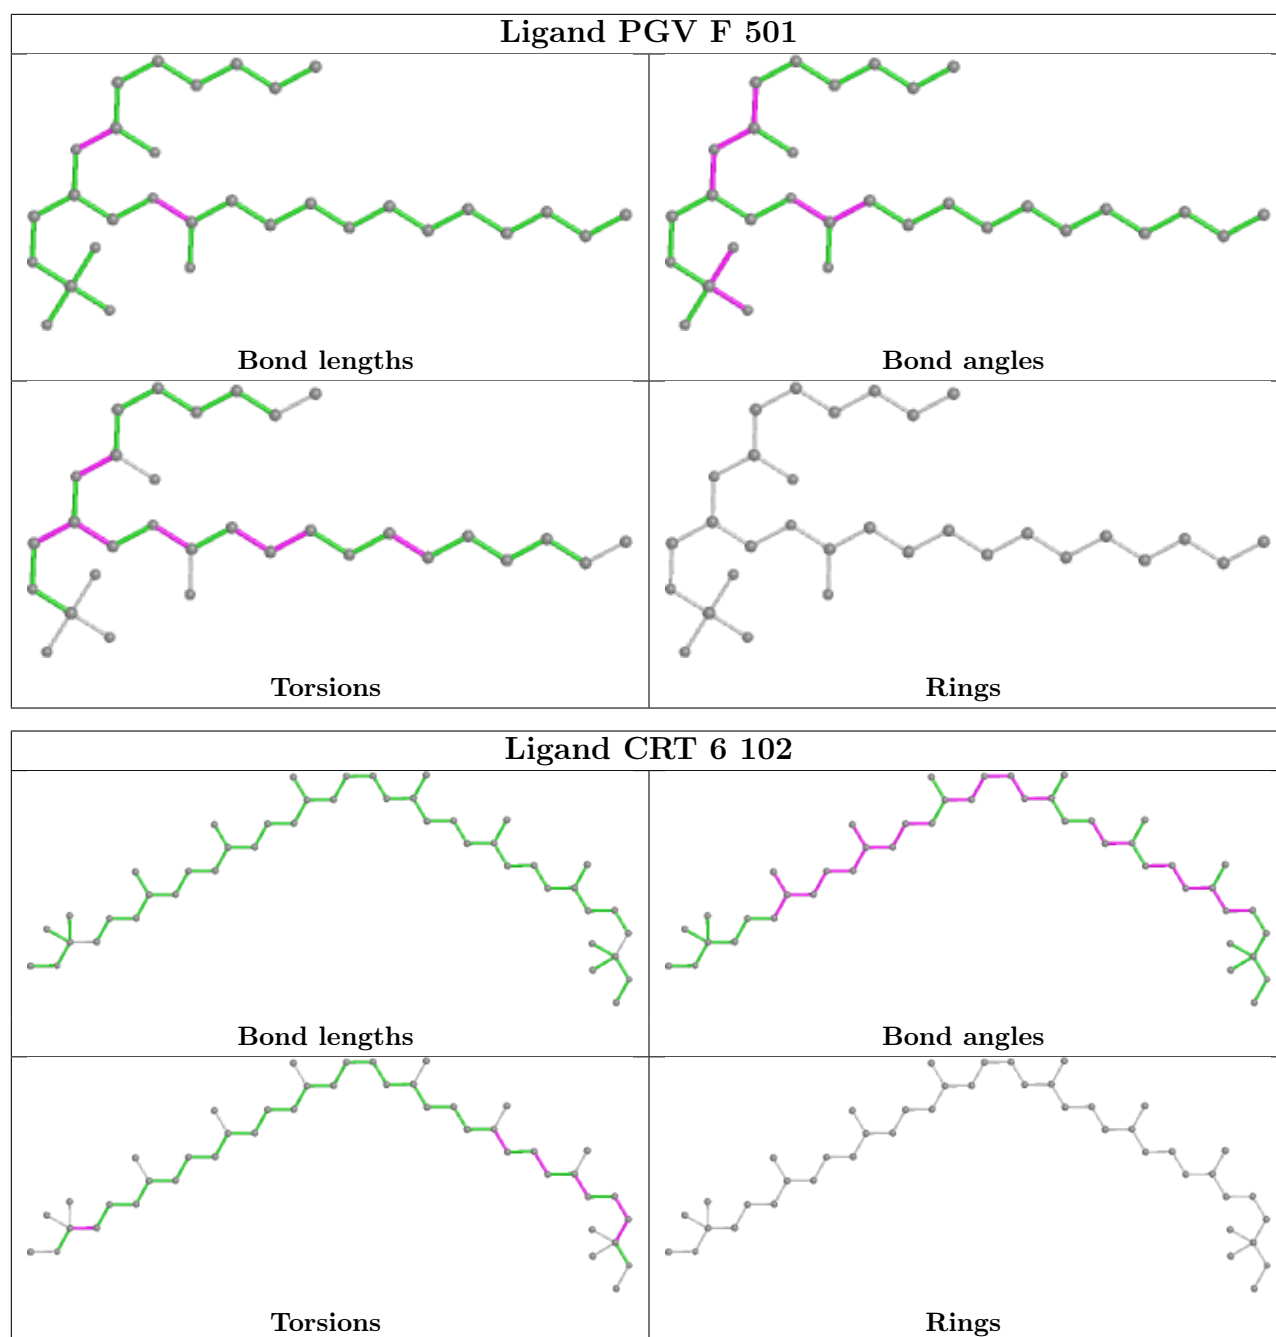 Ligand PGV F 501
Bond lengths
Bond angles
Torsions
Rings
Ligand CRT 6 102
Bond lengths
Bond angles
Torsions
Rings